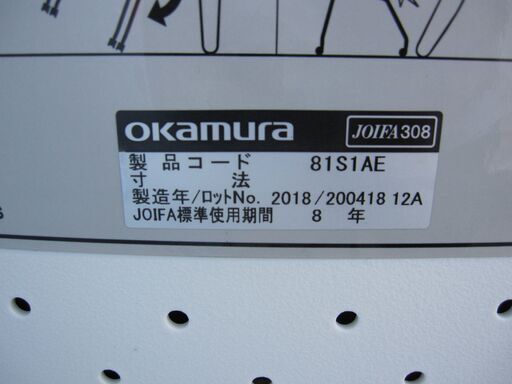 okamura JOIFA308
製品コード 81S1AE
寸法
製造年/ロットNo. 2018/200418 12A
JOIFA標準使用期間 8 年
s